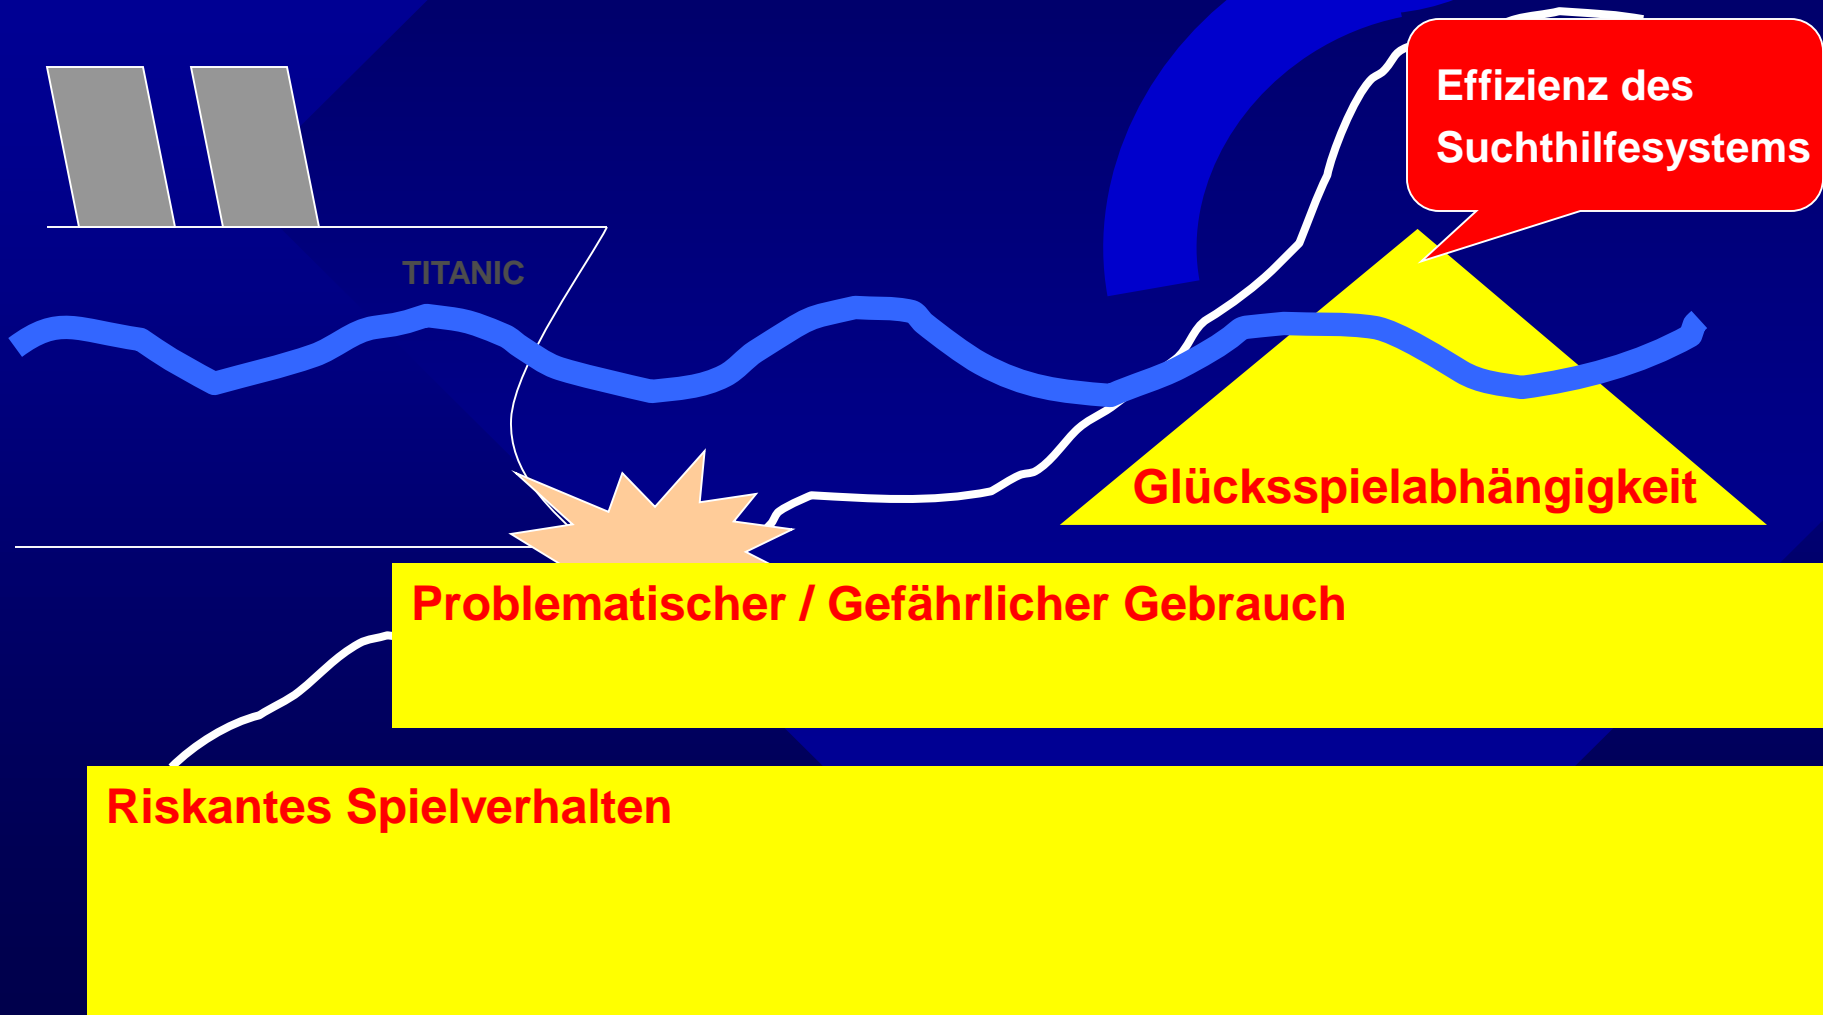 Effizienz des
Suchthilfesystems
TITANIC
Glücksspielabhängigkeit
Problematischer / Gefährlicher Gebrauch
Riskantes Spielverhalten